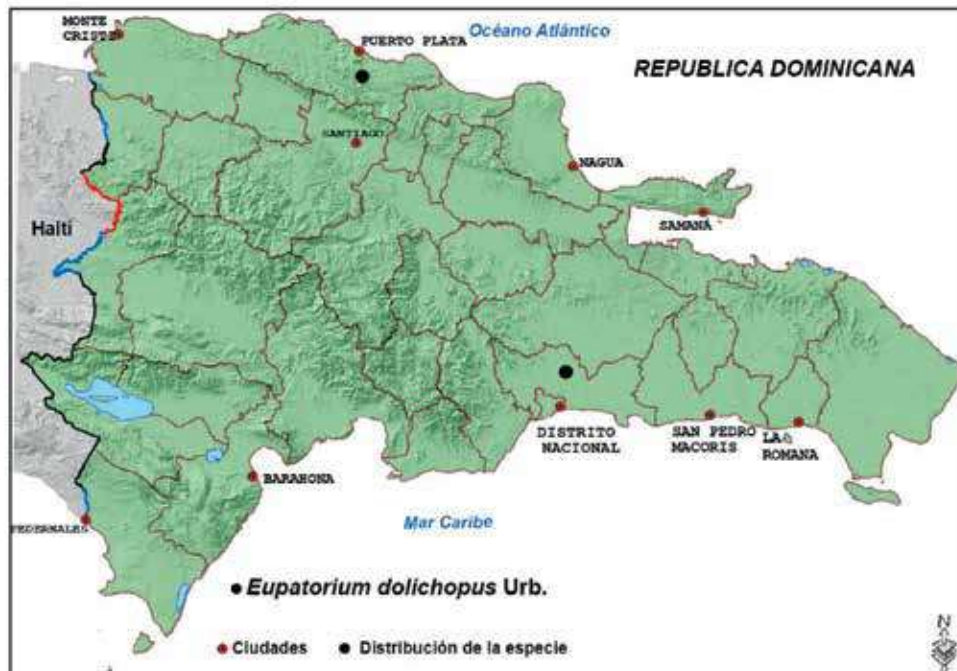 MONTE
CRISTI
Océano Atlántico
PUERTO PLATA
REPUBLICA DOMINICANA
SANTIAGO
NAGUA
Haití
SAMANÁ
DISTRITO
NACIONAL
SAN PEDRO
MACORIS
LA
ROMANA
BARAHONA
Mar Caribe
PEDERNALES
Eupatorium dolichopus Urb.
Ciudades
Distribución de la especie
N